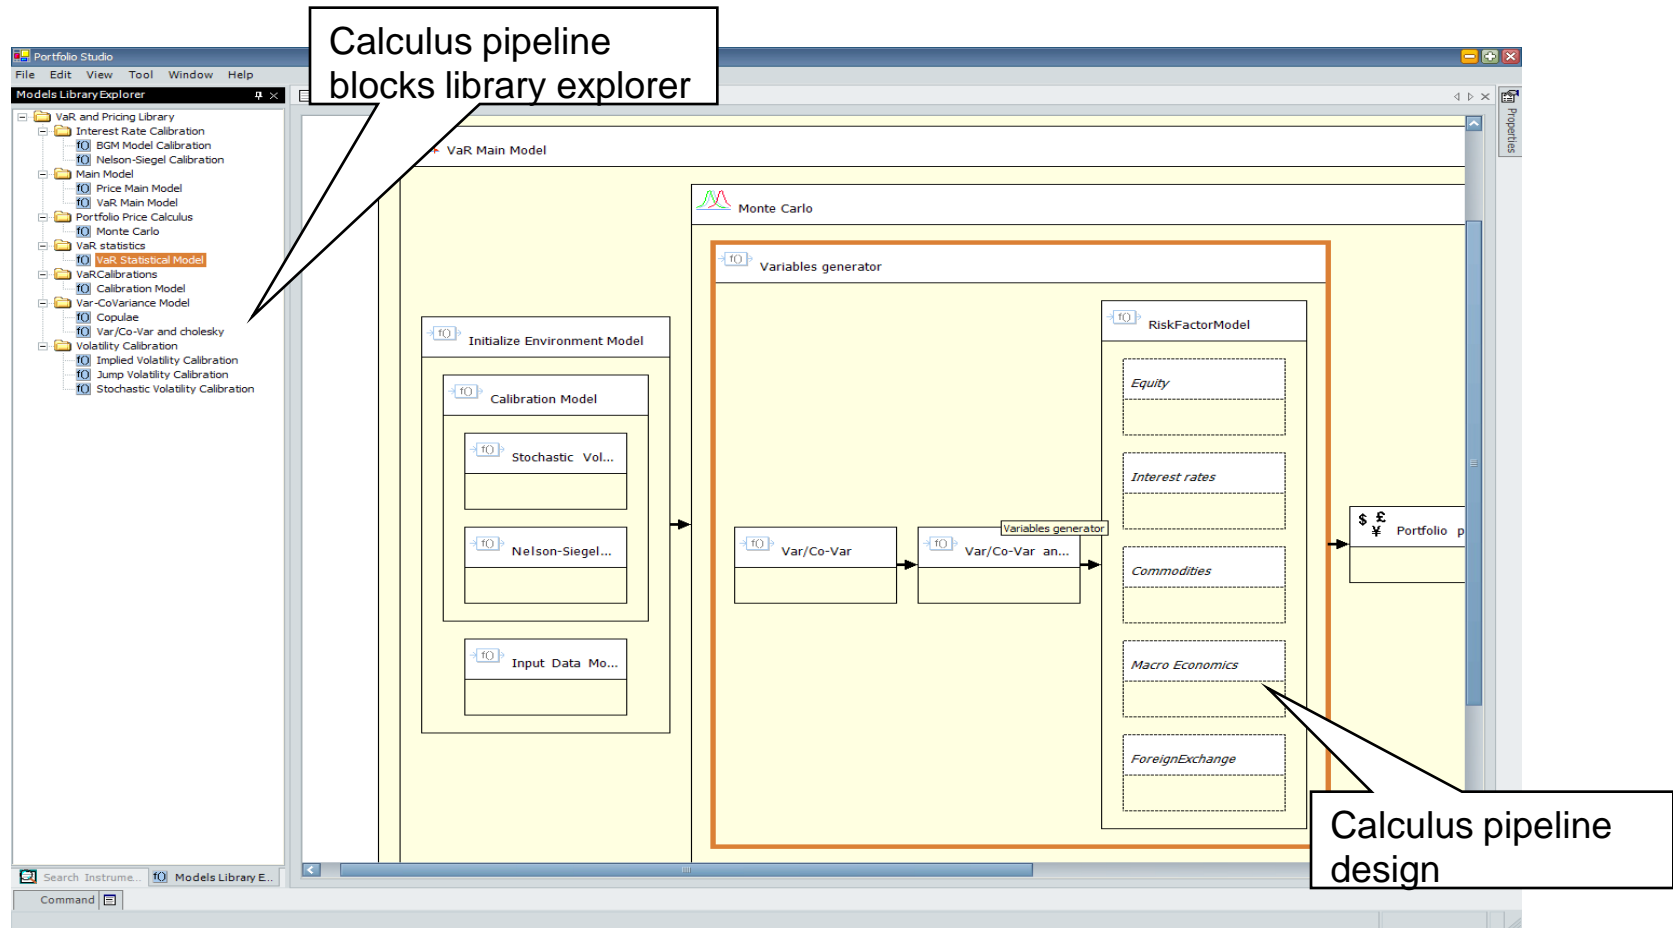 Calculus pipeline
blocks library explorer
Portfolio Studio
File Edit View Tool Window Help
Models Library Explorer
VaR and Pricing Library
Interest Rate Calibration
f() BGM Model Calibration
f() Nelson-Siegel Calibration
Main Model
f() Price Main Model
f() VaR Main Model
Portfolio Price Calculus
f() Monte Carlo
VaR statistics
f() VaR Statistical Model
VaRCalibrations
f() Calibration Model
Var-CoVariance Model
f() Copulae
f() Var/Co-Var and cholesky
Volatility Calibration
f() Implied Volatility Calibration
f() Jump Volatility Calibration
f() Stochastic Volatility Calibration
Search Instrume...
f() Models Library E...
Command
Properties
VaR Main Model
Monte Carlo
f() Variables generator
f() Initialize Environment Model
f() Calibration Model
f() Stochastic Vol...
f() Nelson-Siegel...
f() Input Data Mo...
f() Var/Co-Var
f() Var/Co-Var an...
Variables generator
f() RiskFactorModel
Equity
Interest rates
Commodities
Macro Economics
ForeignExchange
$ £ ¥ Portfolio p
Calculus pipeline
design